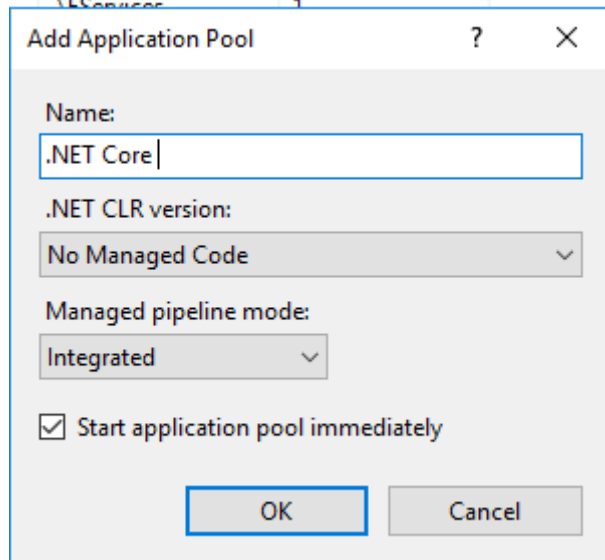 Add Application Pool ?
Name:
.NET Core
.NET CLR version:
No Managed Code
Managed pipeline mode:
Integrated
Start application pool immediately
OK Cancel